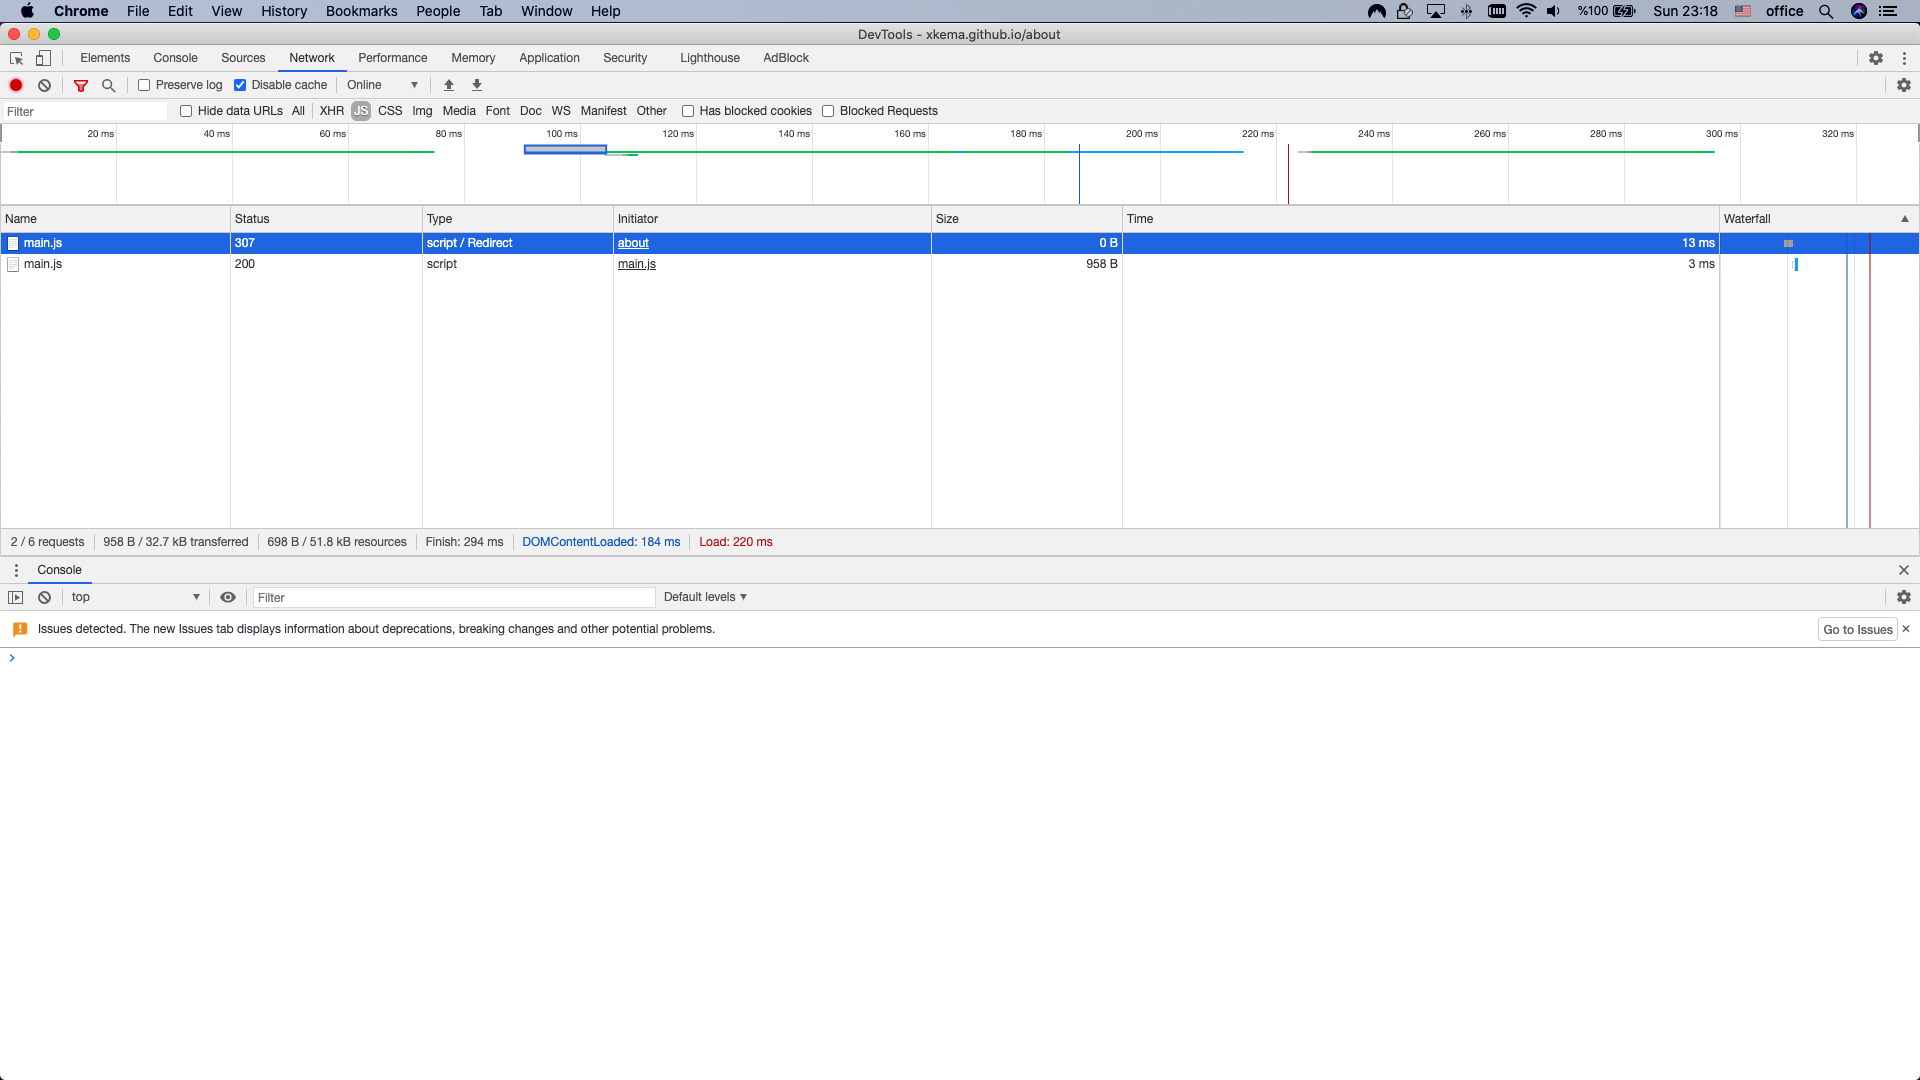 Chrome File Edit View History Bookmarks People Tab Window Help %100 Sun 23:18 office
DevTools - xkema.github.io/about
Elements Console Sources Network Performance Memory Application Security Lighthouse AdBlock
Preserve log Disable cache Online
Filter Hide data URLs All XHR JS CSS Img Media Font Doc WS Manifest Other Has blocked cookies Blocked Requests
20 ms 40 ms 60 ms 80 ms 100 ms 120 ms 140 ms 160 ms 180 ms 200 ms 220 ms 240 ms 260 ms 280 ms 300 ms 320 ms
Name Status Type Initiator Size Time Waterfall
main.js 307 script / Redirect about 0 B 13 ms
main.js 200 script main.js 958 B 3 ms
2 / 6 requests 958 B / 32.7 kB transferred 698 B / 51.8 kB resources Finish: 294 ms DOMContentLoaded: 184 ms Load: 220 ms
Console
top Filter Default levels
Issues detected. The new Issues tab displays information about deprecations, breaking changes and other potential problems. Go to Issues